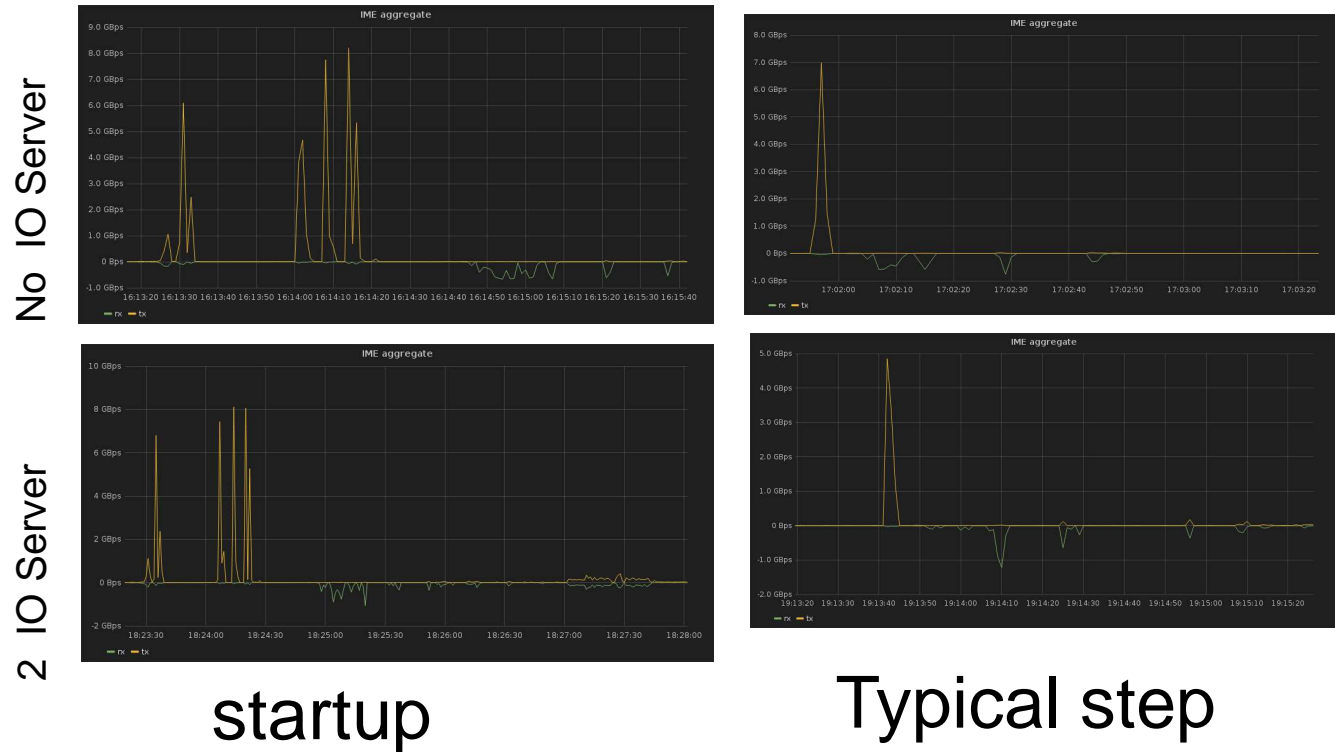 No IO Server
IME aggregate
9.0 GBps
8.0 GBps
7.0 GBps
6.0 GBps
5.0 GBps
4.0 GBps
3.0 GBps
2.0 GBps
1.0 GBps
0 Bps
-1.0 GBps
16:13:20 16:13:30 16:13:40 16:13:50 16:14:00 16:14:10 16:14:20 16:14:30 16:14:40 16:14:50 16:15:00 16:15:10 16:15:20 16:15:30 16:15:40
rx tx
IME aggregate
8.0 GBps
7.0 GBps
6.0 GBps
5.0 GBps
4.0 GBps
3.0 GBps
2.0 GBps
1.0 GBps
0 Bps
-1.0 GBps
17:02:00 17:02:10 17:02:20 17:02:30 17:02:40 17:02:50 17:03:00 17:03:10 17:03:20
rx tx
2 IO Server
IME aggregate
10 GBps
8 GBps
6 GBps
4 GBps
2 GBps
0 Bps
-2 GBps
18:23:30 18:24:00 18:24:30 18:25:00 18:25:30 18:26:00 18:26:30 18:27:00 18:27:30 18:28:00
rx tx
IME aggregate
5.0 GBps
4.0 GBps
3.0 GBps
2.0 GBps
1.0 GBps
0 Bps
-1.0 GBps
-2.0 GBps
19:13:20 19:13:30 19:13:40 19:13:50 19:14:00 19:14:10 19:14:20 19:14:30 19:14:40 19:14:50 19:15:00 19:15:10 19:15:20
rx tx
startup
Typical step